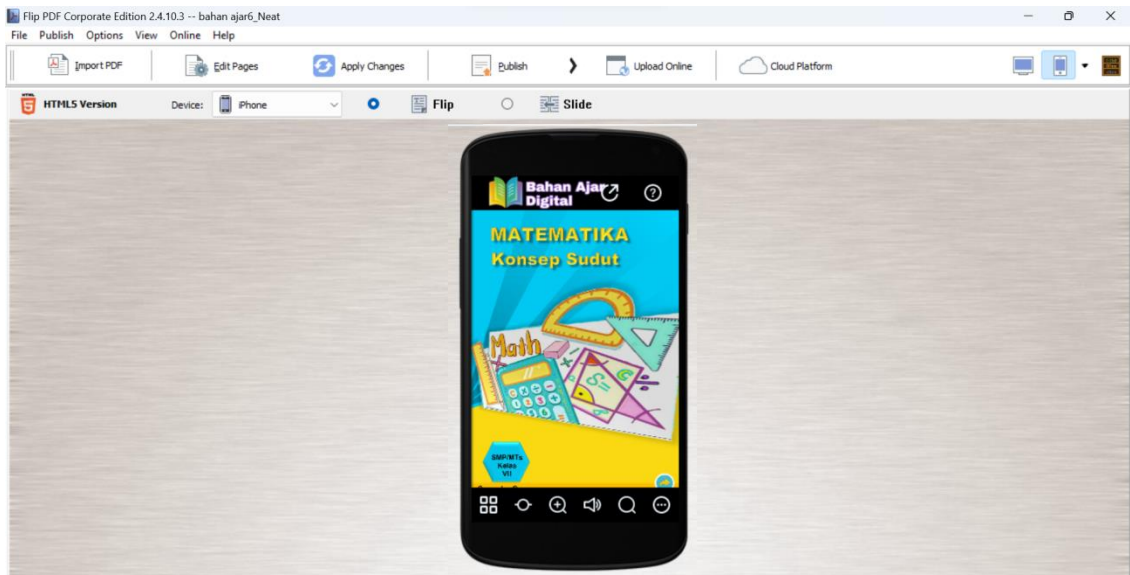 Flip PDF Corporate Edition 2.4.10.3 -- bahan ajar6_Neat
File Publish Options View Online Help
Import PDF Edit Pages Apply Changes Publish Upload Online Cloud Platform
HTML5 Version Device: iPhone Flip Slide
Bahan Ajar
Digital
MATEMATIKA
Konsep Sudut
Math
SMP/MTs
Kelas
VII